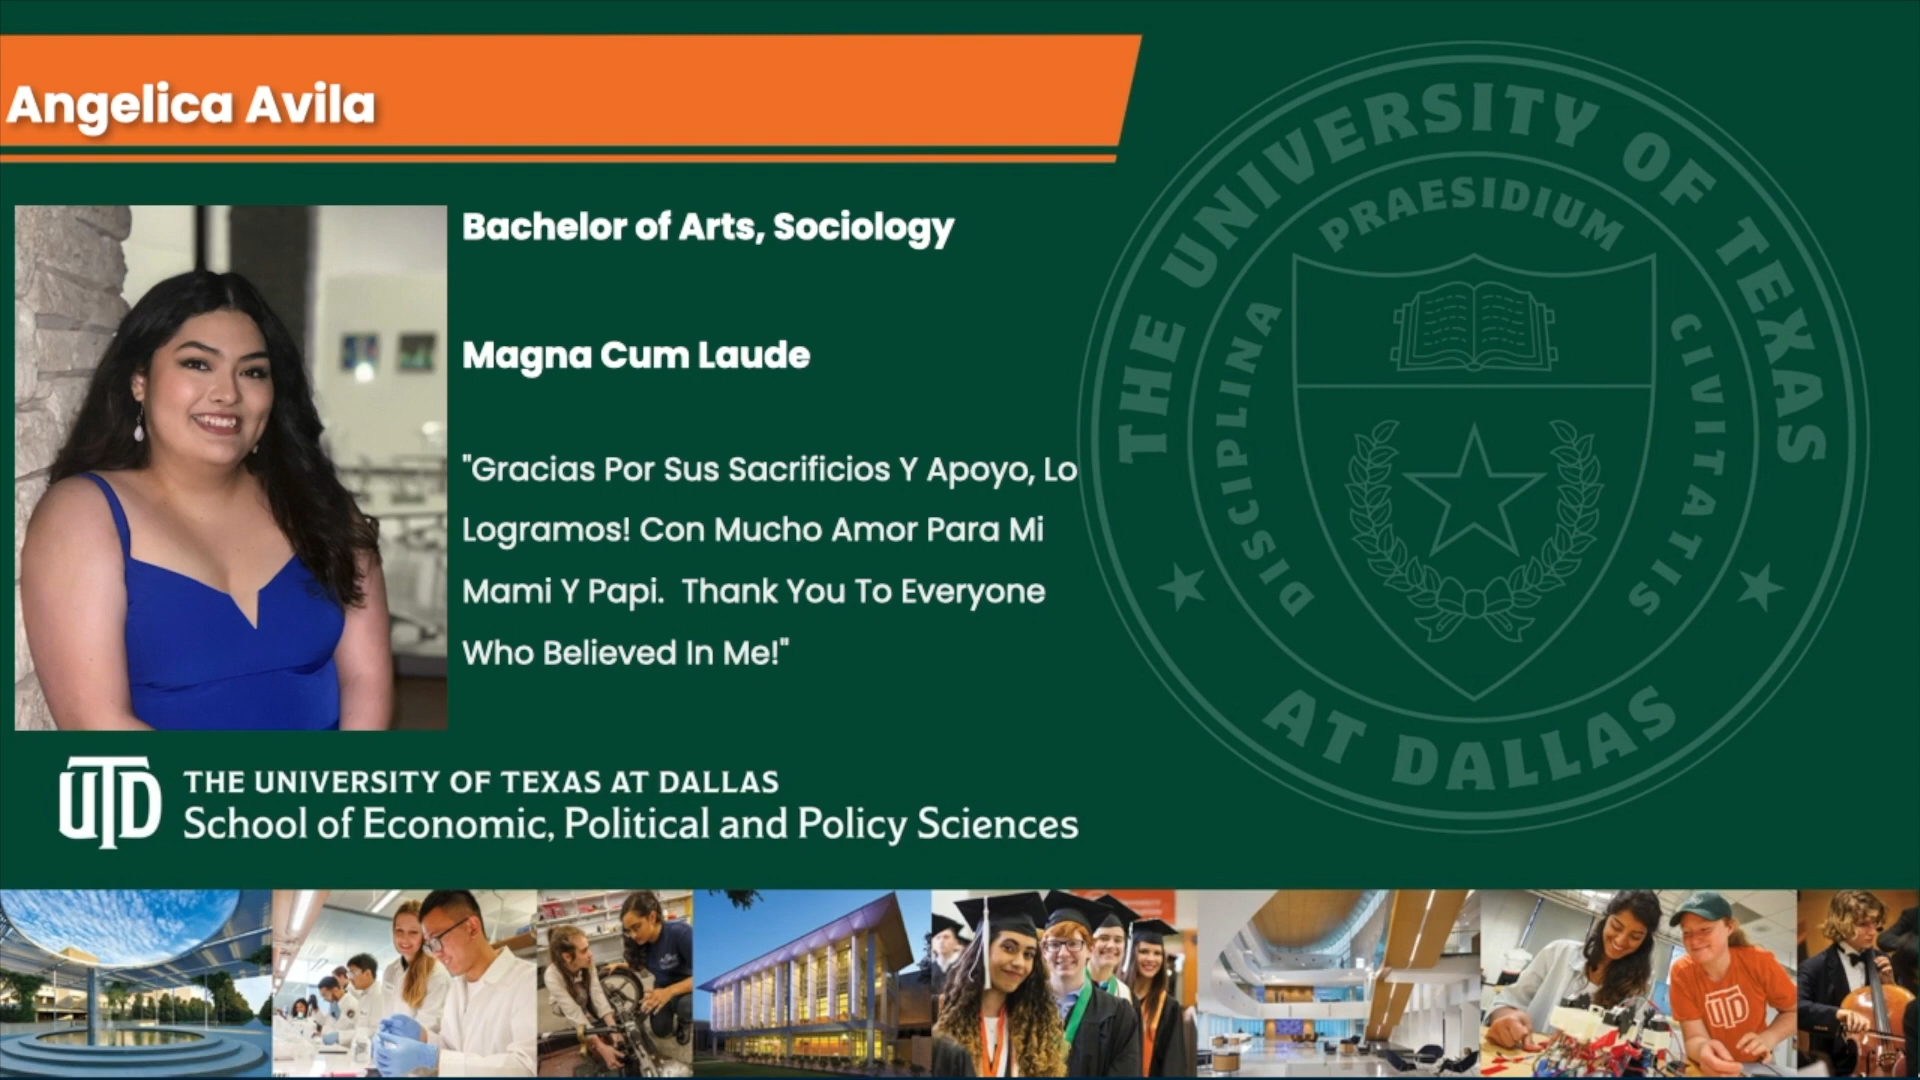 Angelica Avila
Bachelor of Arts, Sociology
Magna Cum Laude
"Gracias Por Sus Sacrificios Y Apoyo, Lo
Logramos! Con Mucho Amor Para Mi
Mami Y Papi.  Thank You To Everyone
Who Believed In Me!"
THE UNIVERSITY OF TEXAS
AT DALLAS
PRAESIDIUM
DISCIPLINA
CIVITATIS
UTD
THE UNIVERSITY OF TEXAS AT DALLAS
School of Economic, Political and Policy Sciences
UTD